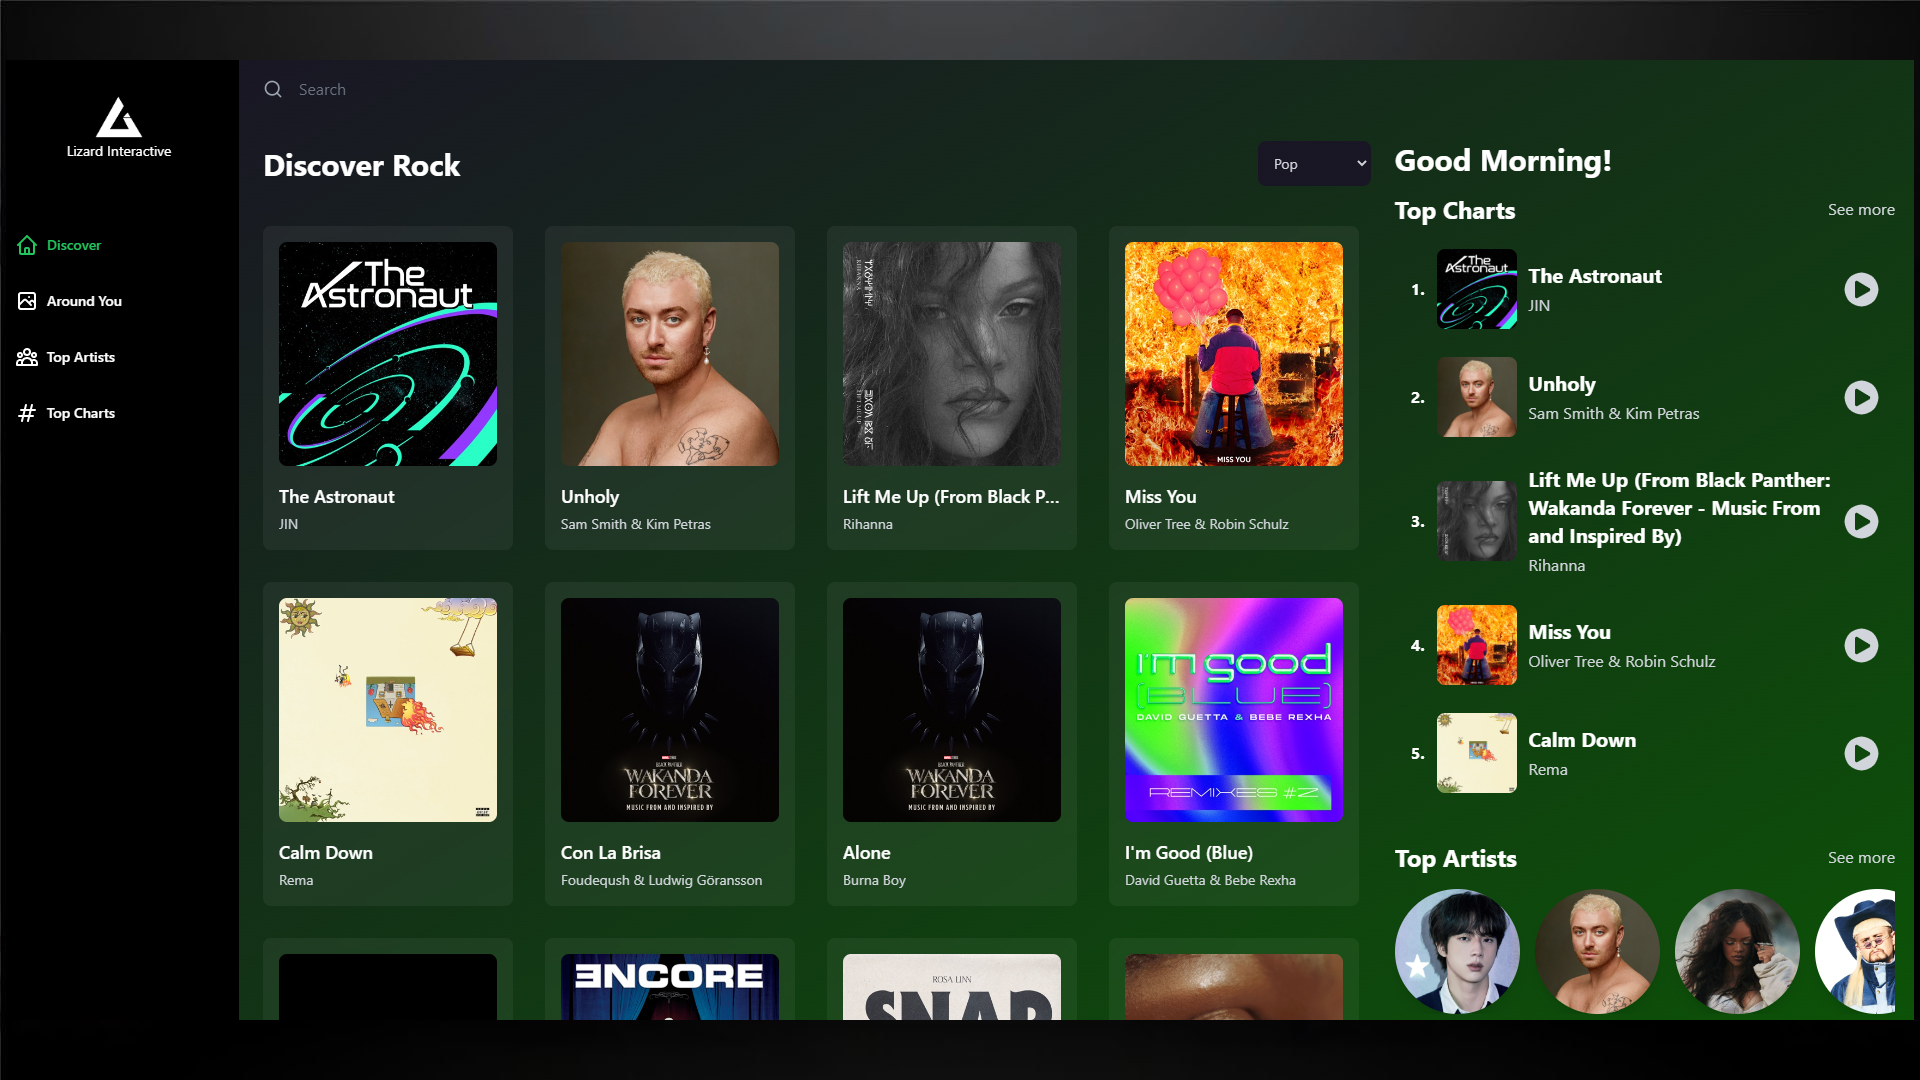 Lizard Interactive
Discover
Around You
Top Artists
Top Charts
Search
Discover Rock
Pop
The
Astronaut
The Astronaut
JIN
Unholy
Sam Smith & Kim Petras
Lift Me Up (From Black P...
Rihanna
MISS YOU
Miss You
Oliver Tree & Robin Schulz
Calm Down
Rema
WAKANDA
FOREVER
MUSIC FROM AND INSPIRED BY
Con La Brisa
Foudeqush & Ludwig Göransson
WAKANDA
FOREVER
MUSIC FROM AND INSPIRED BY
Alone
Burna Boy
I'm good
(BLUE)
DAVID GUETTA & BEBE REXHA
REMIXES #2
I'm Good (Blue)
David Guetta & Bebe Rexha
ENCORE
ROSA LINN
SNAP
Good Morning!
Top Charts
See more
1.
The
Astronaut
The Astronaut
JIN
2.
Unholy
Sam Smith & Kim Petras
3.
Lift Me Up (From Black Panther:
Wakanda Forever - Music From
and Inspired By)
Rihanna
4.
Miss You
Oliver Tree & Robin Schulz
5.
Calm Down
Rema
Top Artists
See more